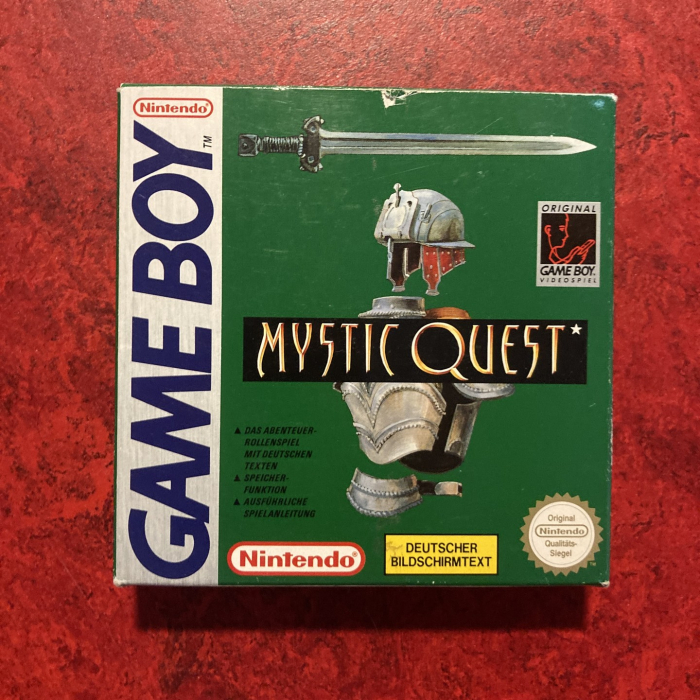 Nintendo®
GAME BOY™
ORIGINAL
GAME BOY
VIDEOSPIEL
MYSTIC QUEST*
▲ DAS ABENTEUER-
ROLLENSPIEL
MIT DEUTSCHEN
TEXTEN
▲ SPEICHER-
FUNKTION
▲ AUSFÜHRLICHE
SPIELANLEITUNG
Nintendo®
DEUTSCHER
BILDSCHIRMTEXT
Original
Nintendo
Qualitäts-
Siegel
TM